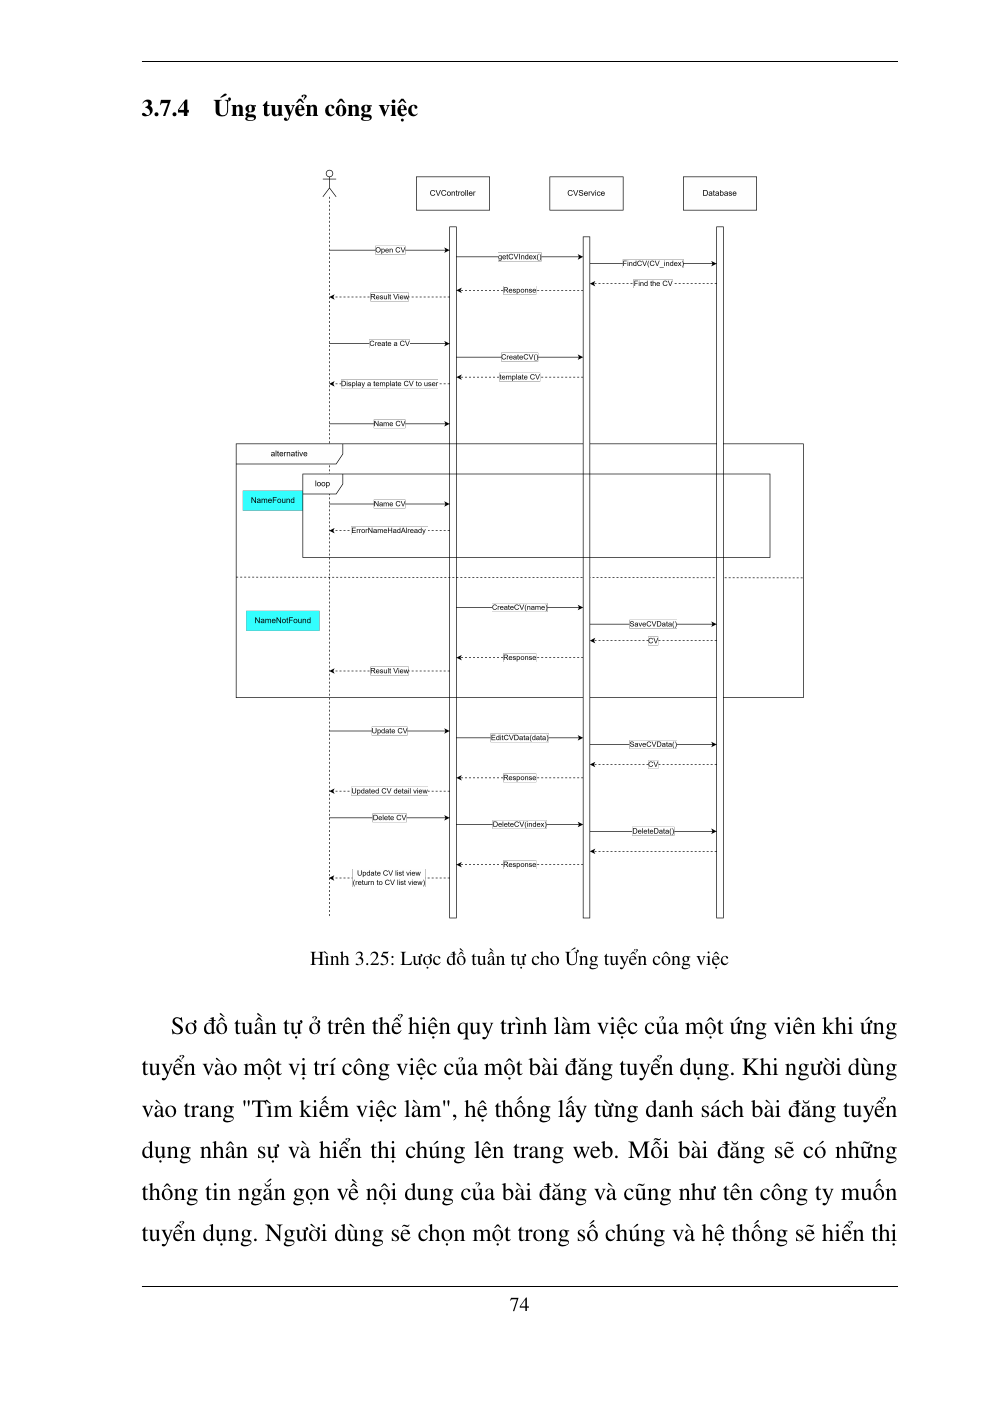 3.7.4 Ứng tuyển công việc
CVController
CVService
Database
Open CV
getCVIndex()
FindCV(CV_index)
Find the CV
Response
Result View
Create a CV
CreateCV()
template CV
Display a template CV to user
Name CV
alternative
loop
NameFound
Name CV
ErrorNameHadAlready
CreateCV(name)
NameNotFound
SaveCVData()
CV
Response
Result View
Update CV
EditCVData(data)
SaveCVData()
CV
Response
Updated CV detail view
Delete CV
DeleteCV(index)
DeleteData()
Response
Update CV list view
(return to CV list view)
Hình 3.25: Lược đồ tuần tự cho Ứng tuyển công việc
Sơ đồ tuần tự ở trên thể hiện quy trình làm việc của một ứng viên khi ứng
tuyển vào một vị trí công việc của một bài đăng tuyển dụng. Khi người dùng
vào trang "Tìm kiếm việc làm", hệ thống lấy từng danh sách bài đăng tuyển
dụng nhân sự và hiển thị chúng lên trang web. Mỗi bài đăng sẽ có những
thông tin ngắn gọn về nội dung của bài đăng và cũng như tên công ty muốn
tuyển dụng. Người dùng sẽ chọn một trong số chúng và hệ thống sẽ hiển thị
74